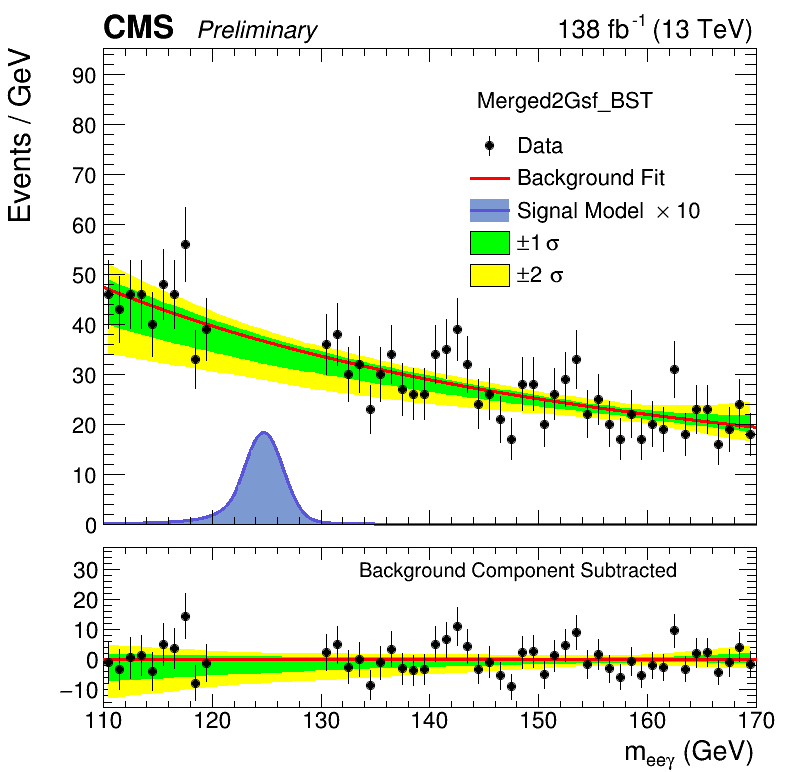 CMS Preliminary 138 fb-1 (13 TeV)
Events / GeV
90
80
70
60
50
40
30
20
10
0
Merged2Gsf_BST
Data
Background Fit
Signal Model × 10
±1 σ
±2 σ
Background Component Subtracted
30
20
10
0
−10
110 120 130 140 150 160 170
meeγ (GeV)